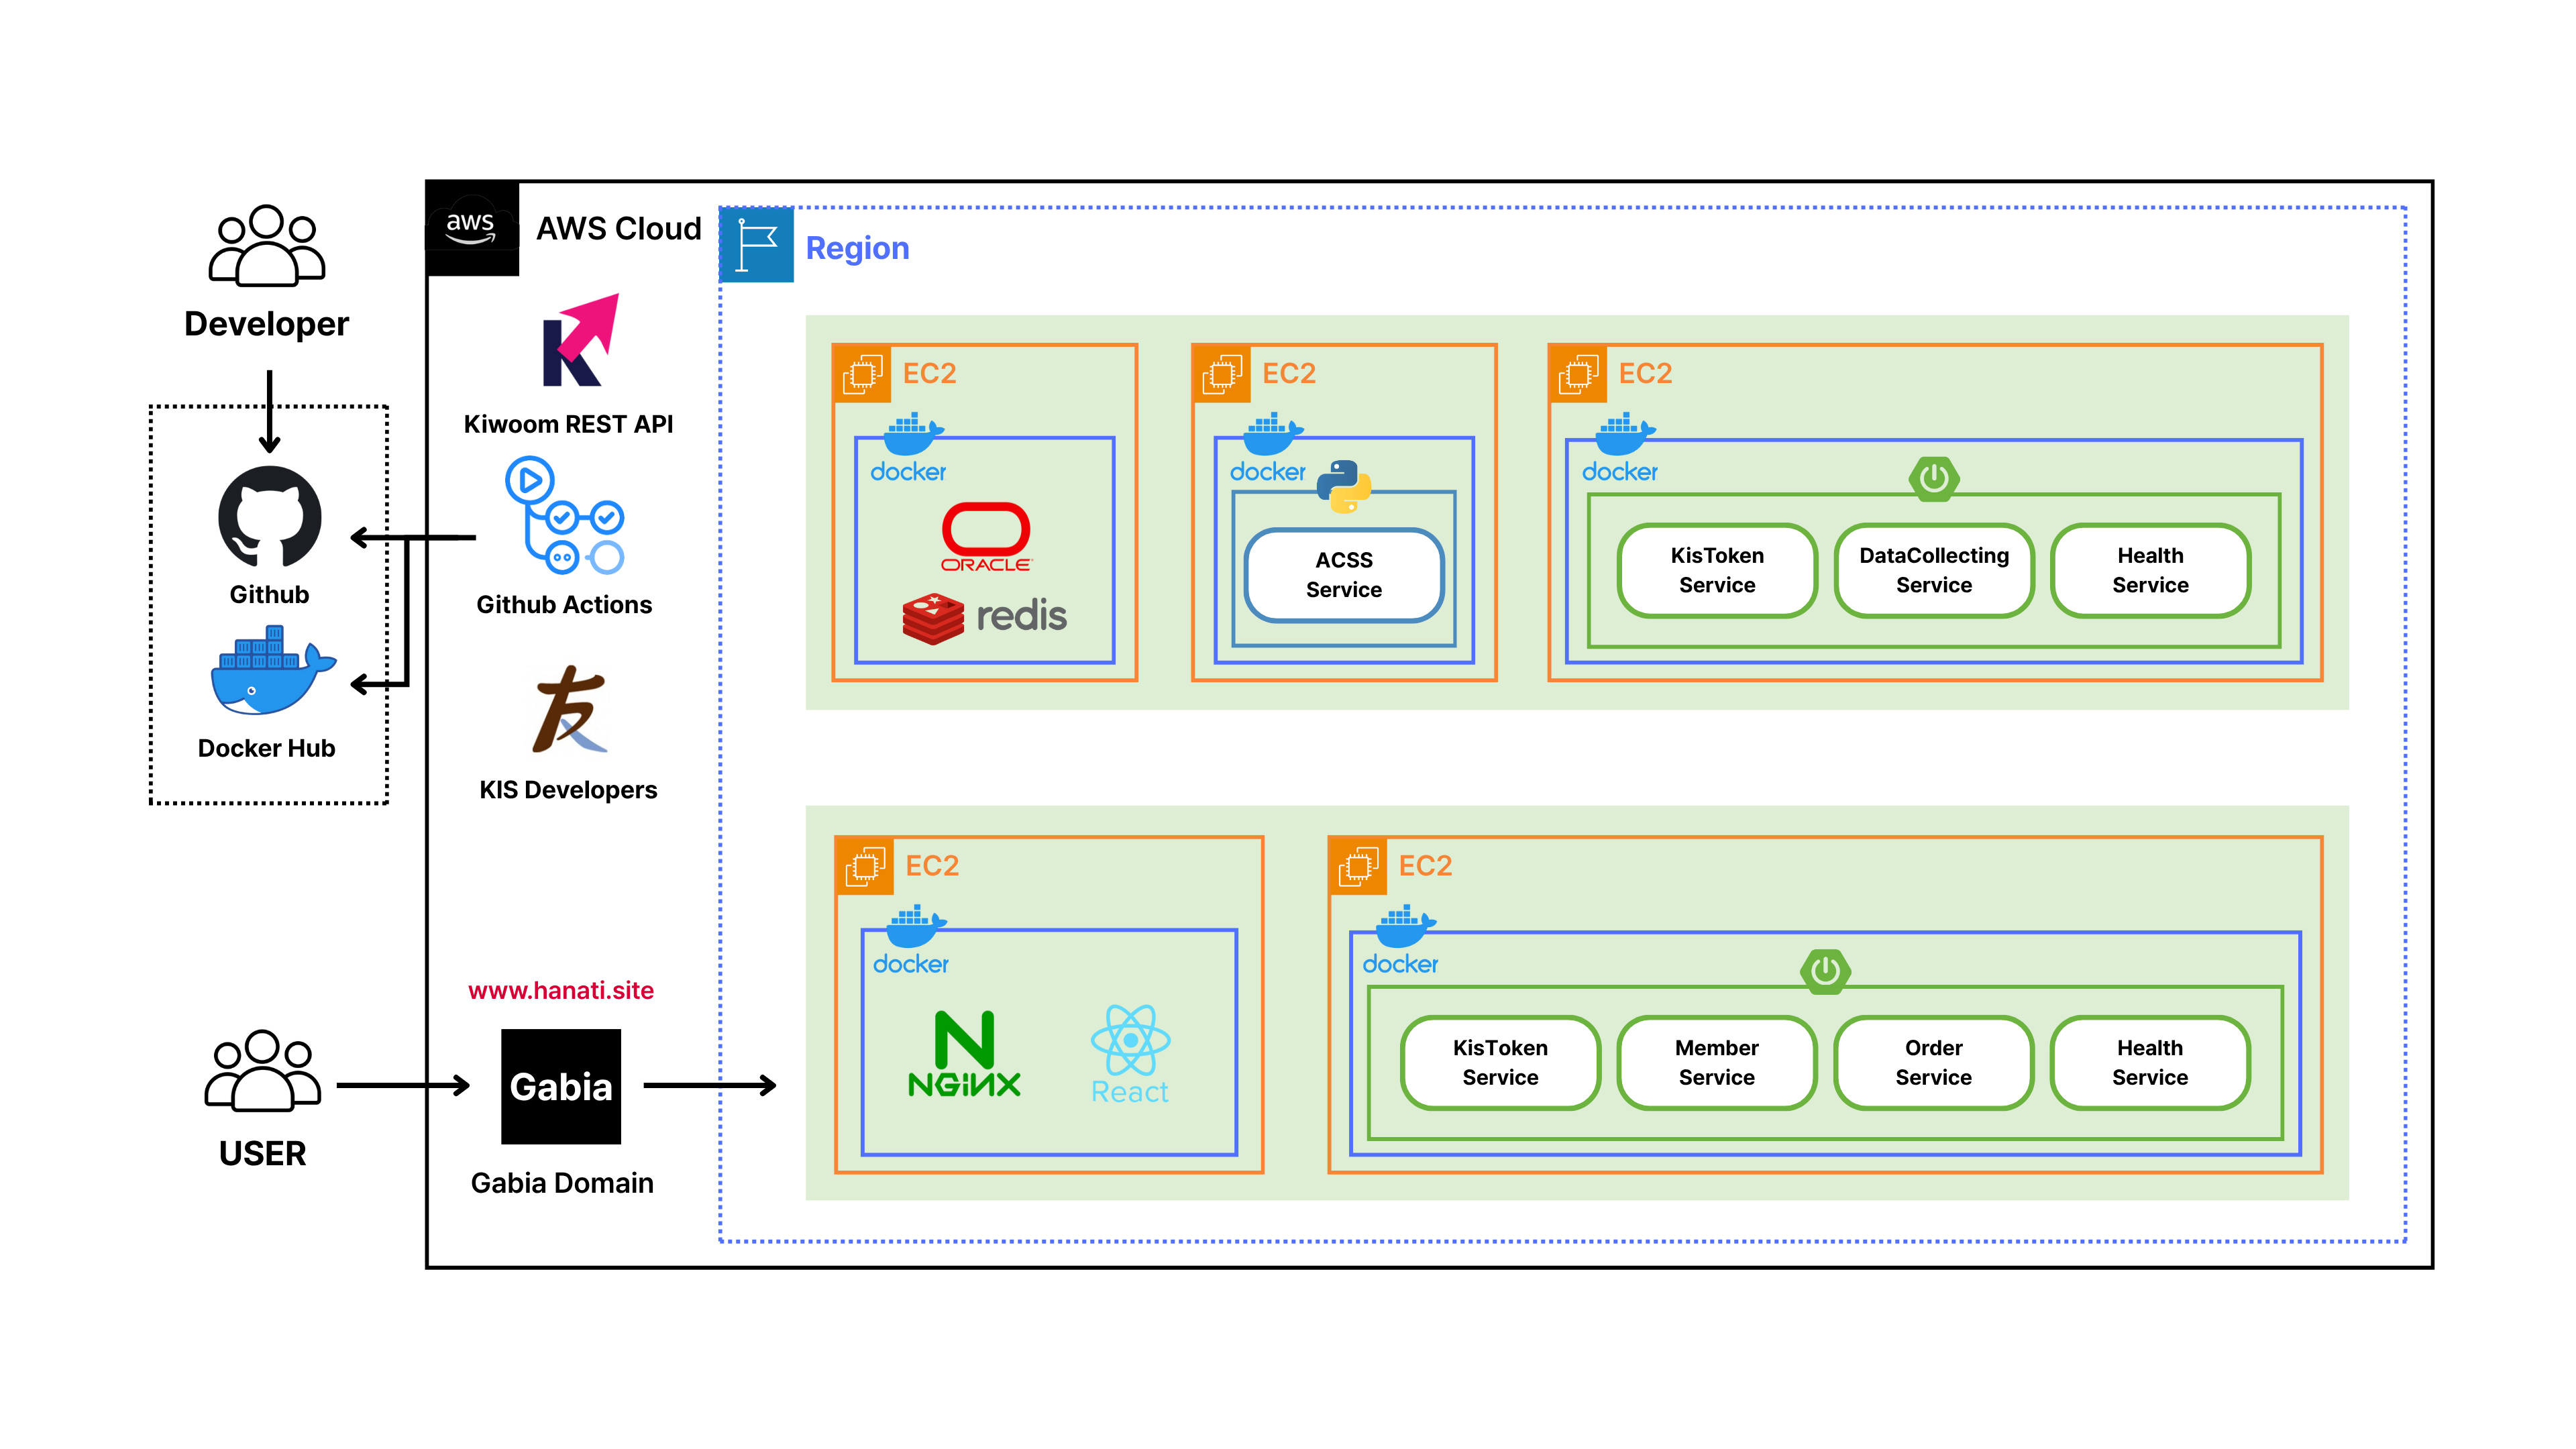 aws
AWS Cloud
Region
Developer
Kiwoom REST API
Github
Github Actions
Docker Hub
KIS Developers
EC2
docker
ORACLE
redis
EC2
docker
ACSS
Service
EC2
docker
KisToken
Service
DataCollecting
Service
Health
Service
www.hanati.site
Gabia
Gabia Domain
USER
EC2
docker
NGINX
React
EC2
docker
KisToken
Service
Member
Service
Order
Service
Health
Service